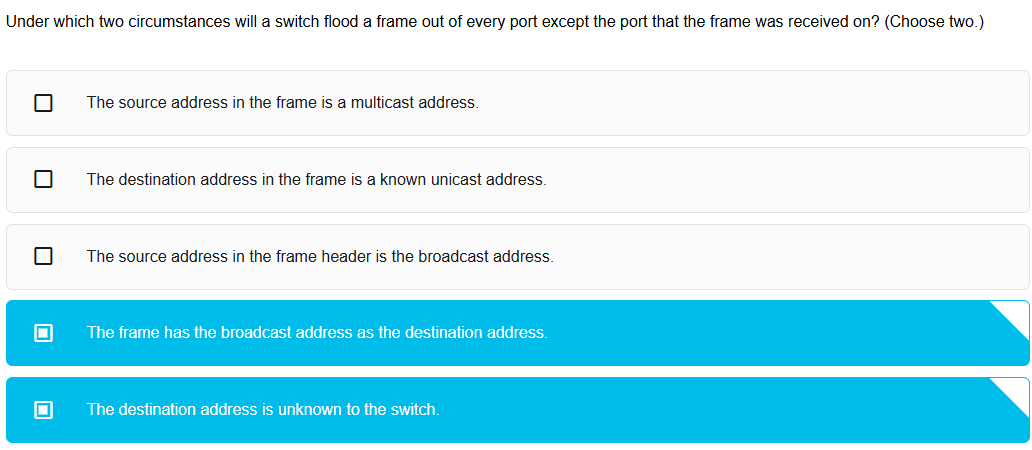 Under which two circumstances will a switch flood a frame out of every port except the port that the frame was received on? (Choose two.)
The source address in the frame is a multicast address.
The destination address in the frame is a known unicast address.
The source address in the frame header is the broadcast address.
The frame has the broadcast address as the destination address.
The destination address is unknown to the switch.